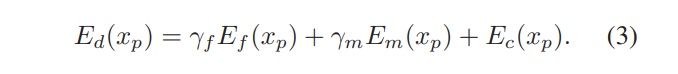 E_d(x_p) = γ_f E_f(x_p) + γ_m E_m(x_p) + E_c(x_p). (3)